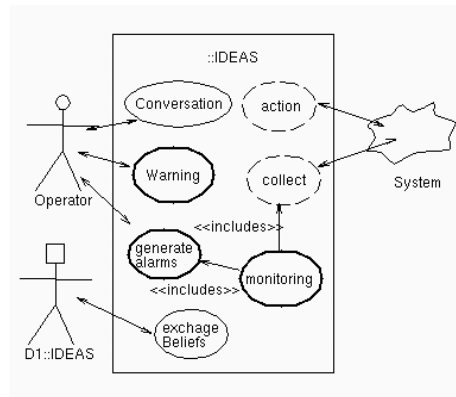 ::IDEAS
Conversation
action
Warning
collect
Operator
System
<<includes>>
generate
alarms
monitoring
<<includes>>
exchage
Beliefs
D1::IDEAS